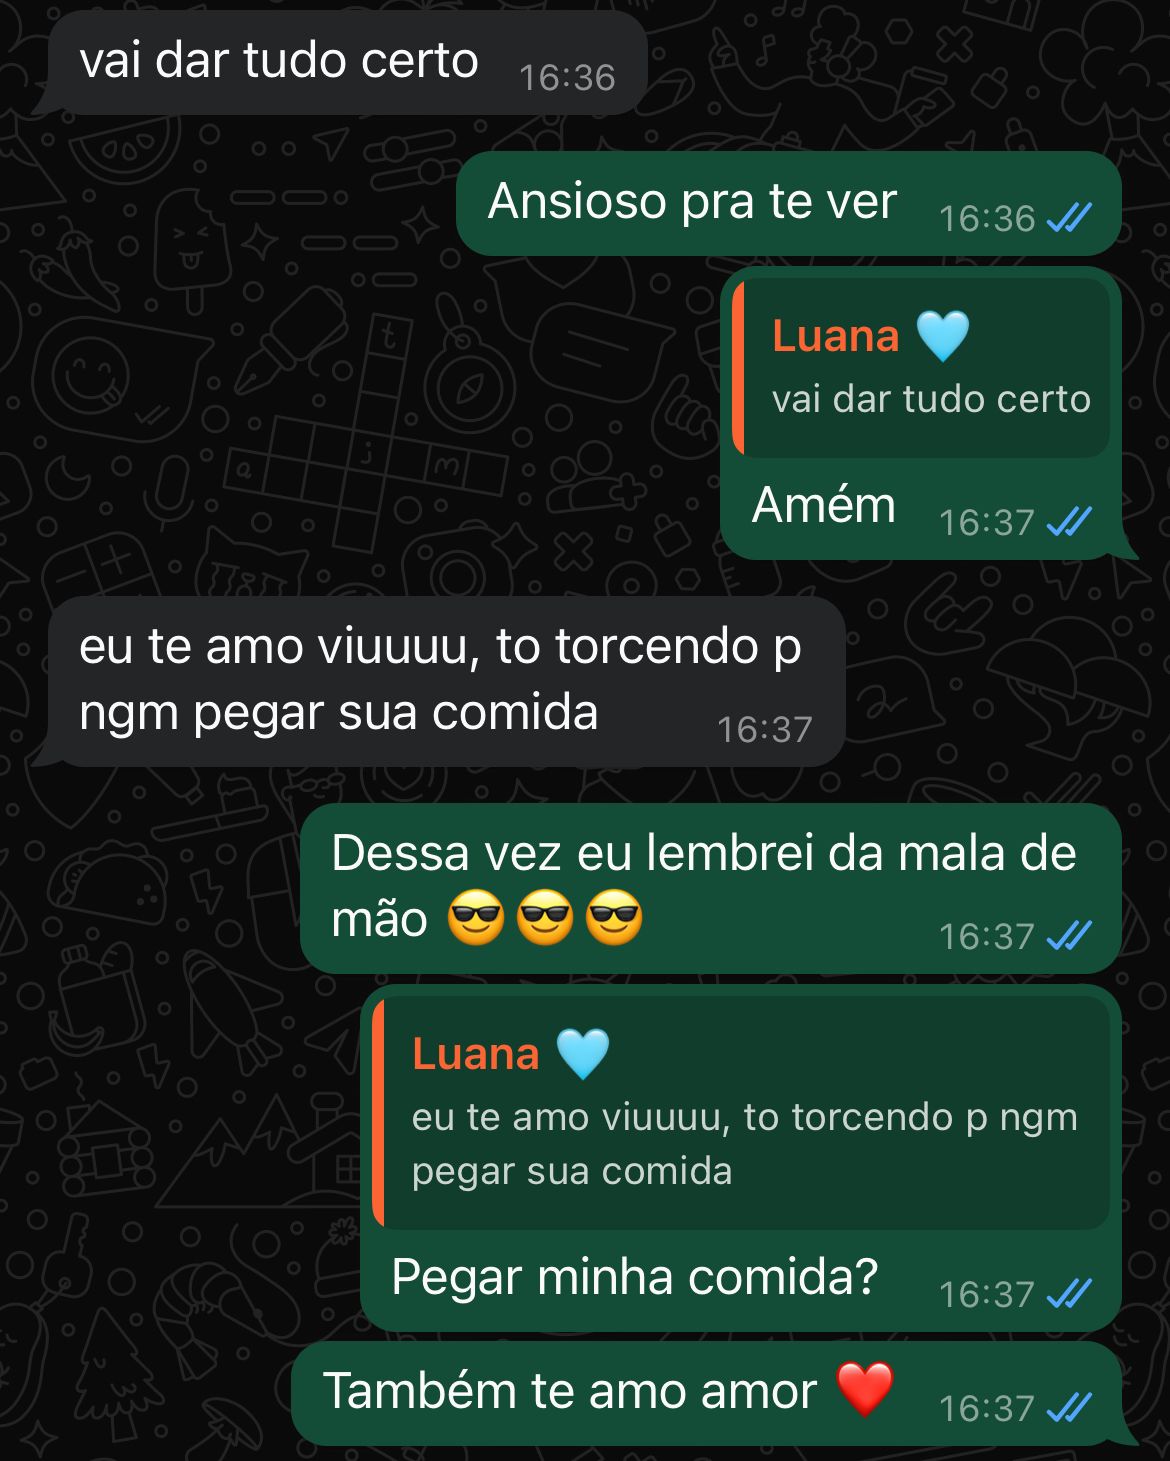 vai dar tudo certo 16:36
Ansioso pra te ver 16:36
Luana 🩵
vai dar tudo certo
Amém 16:37
eu te amo viuuuu, to torcendo p
ngm pegar sua comida 16:37
Dessa vez eu lembrei da mala de
mão 😎😎😎 16:37
Luana 🩵
eu te amo viuuuu, to torcendo p ngm
pegar sua comida
Pegar minha comida? 16:37
Também te amo amor ❤️ 16:37